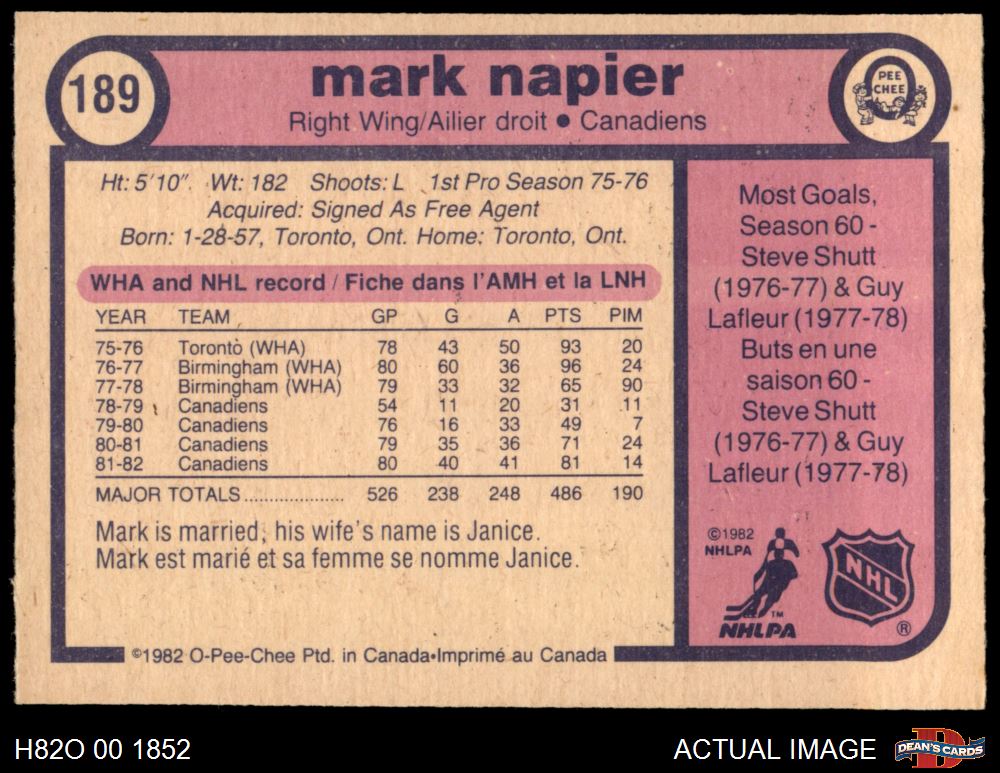 189
mark napier
Right Wing/Ailier droit • Canadiens
O
PEE
CHEE
Ht: 5'10". Wt: 182 Shoots: L 1st Pro Season 75-76
Acquired: Signed As Free Agent
Born: 1-28-57, Toronto, Ont. Home: Toronto, Ont.
WHA and NHL record / Fiche dans l'AMH et la LNH
YEAR TEAM GP G A PTS PIM
75-76 Toronto (WHA) 78 43 50 93 20
76-77 Birmingham (WHA) 80 60 36 96 24
77-78 Birmingham (WHA) 79 33 32 65 90
78-79 Canadiens 54 11 20 31 11
79-80 Canadiens 76 16 33 49 7
80-81 Canadiens 79 35 36 71 24
81-82 Canadiens 80 40 41 81 14
MAJOR TOTALS.................... 526 238 248 486 190
Mark is married, his wife's name is Janice.
Mark est marié et sa femme se nomme Janice.
Most Goals,
Season 60 -
Steve Shutt
(1976-77) & Guy
Lafleur (1977-78)
Buts en une
saison 60 -
Steve Shutt
(1976-77) & Guy
Lafleur (1977-78)
©1982
NHLPA
TM
NHLPA
NHL
®
©1982 O-Pee-Chee Ptd. in Canada•Imprimé au Canada
H82O 00 1852
ACTUAL IMAGE
D
DEAN'S CARDS